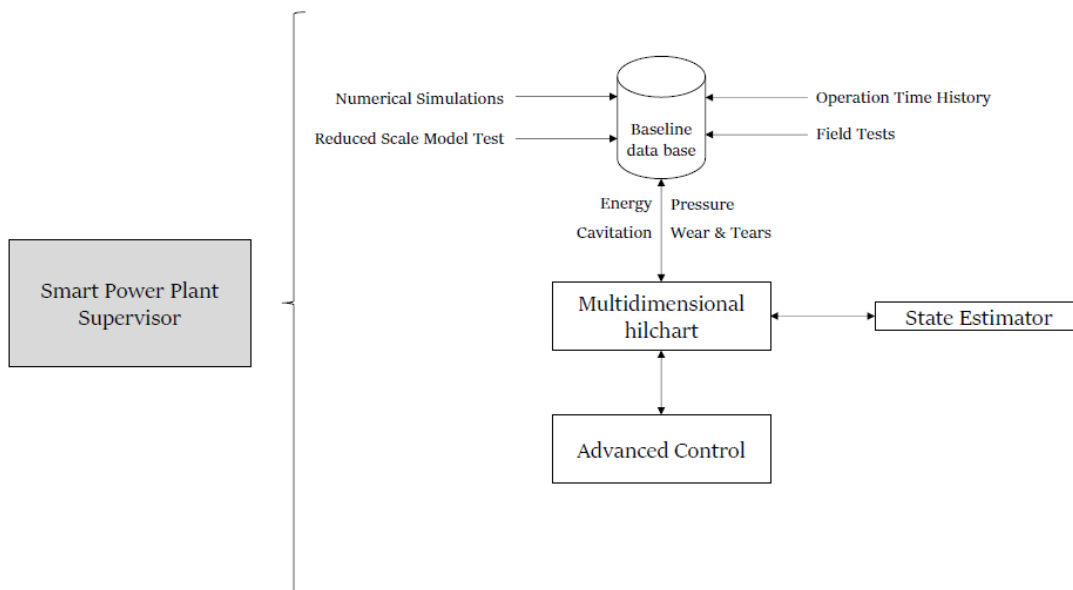 Numerical Simulations
Operation Time History
Reduced Scale Model Test
Baseline
data base
Field Tests
Energy
Pressure
Cavitation
Wear & Tears
Smart Power Plant
Supervisor
Multidimensional
hilchart
State Estimator
Advanced Control